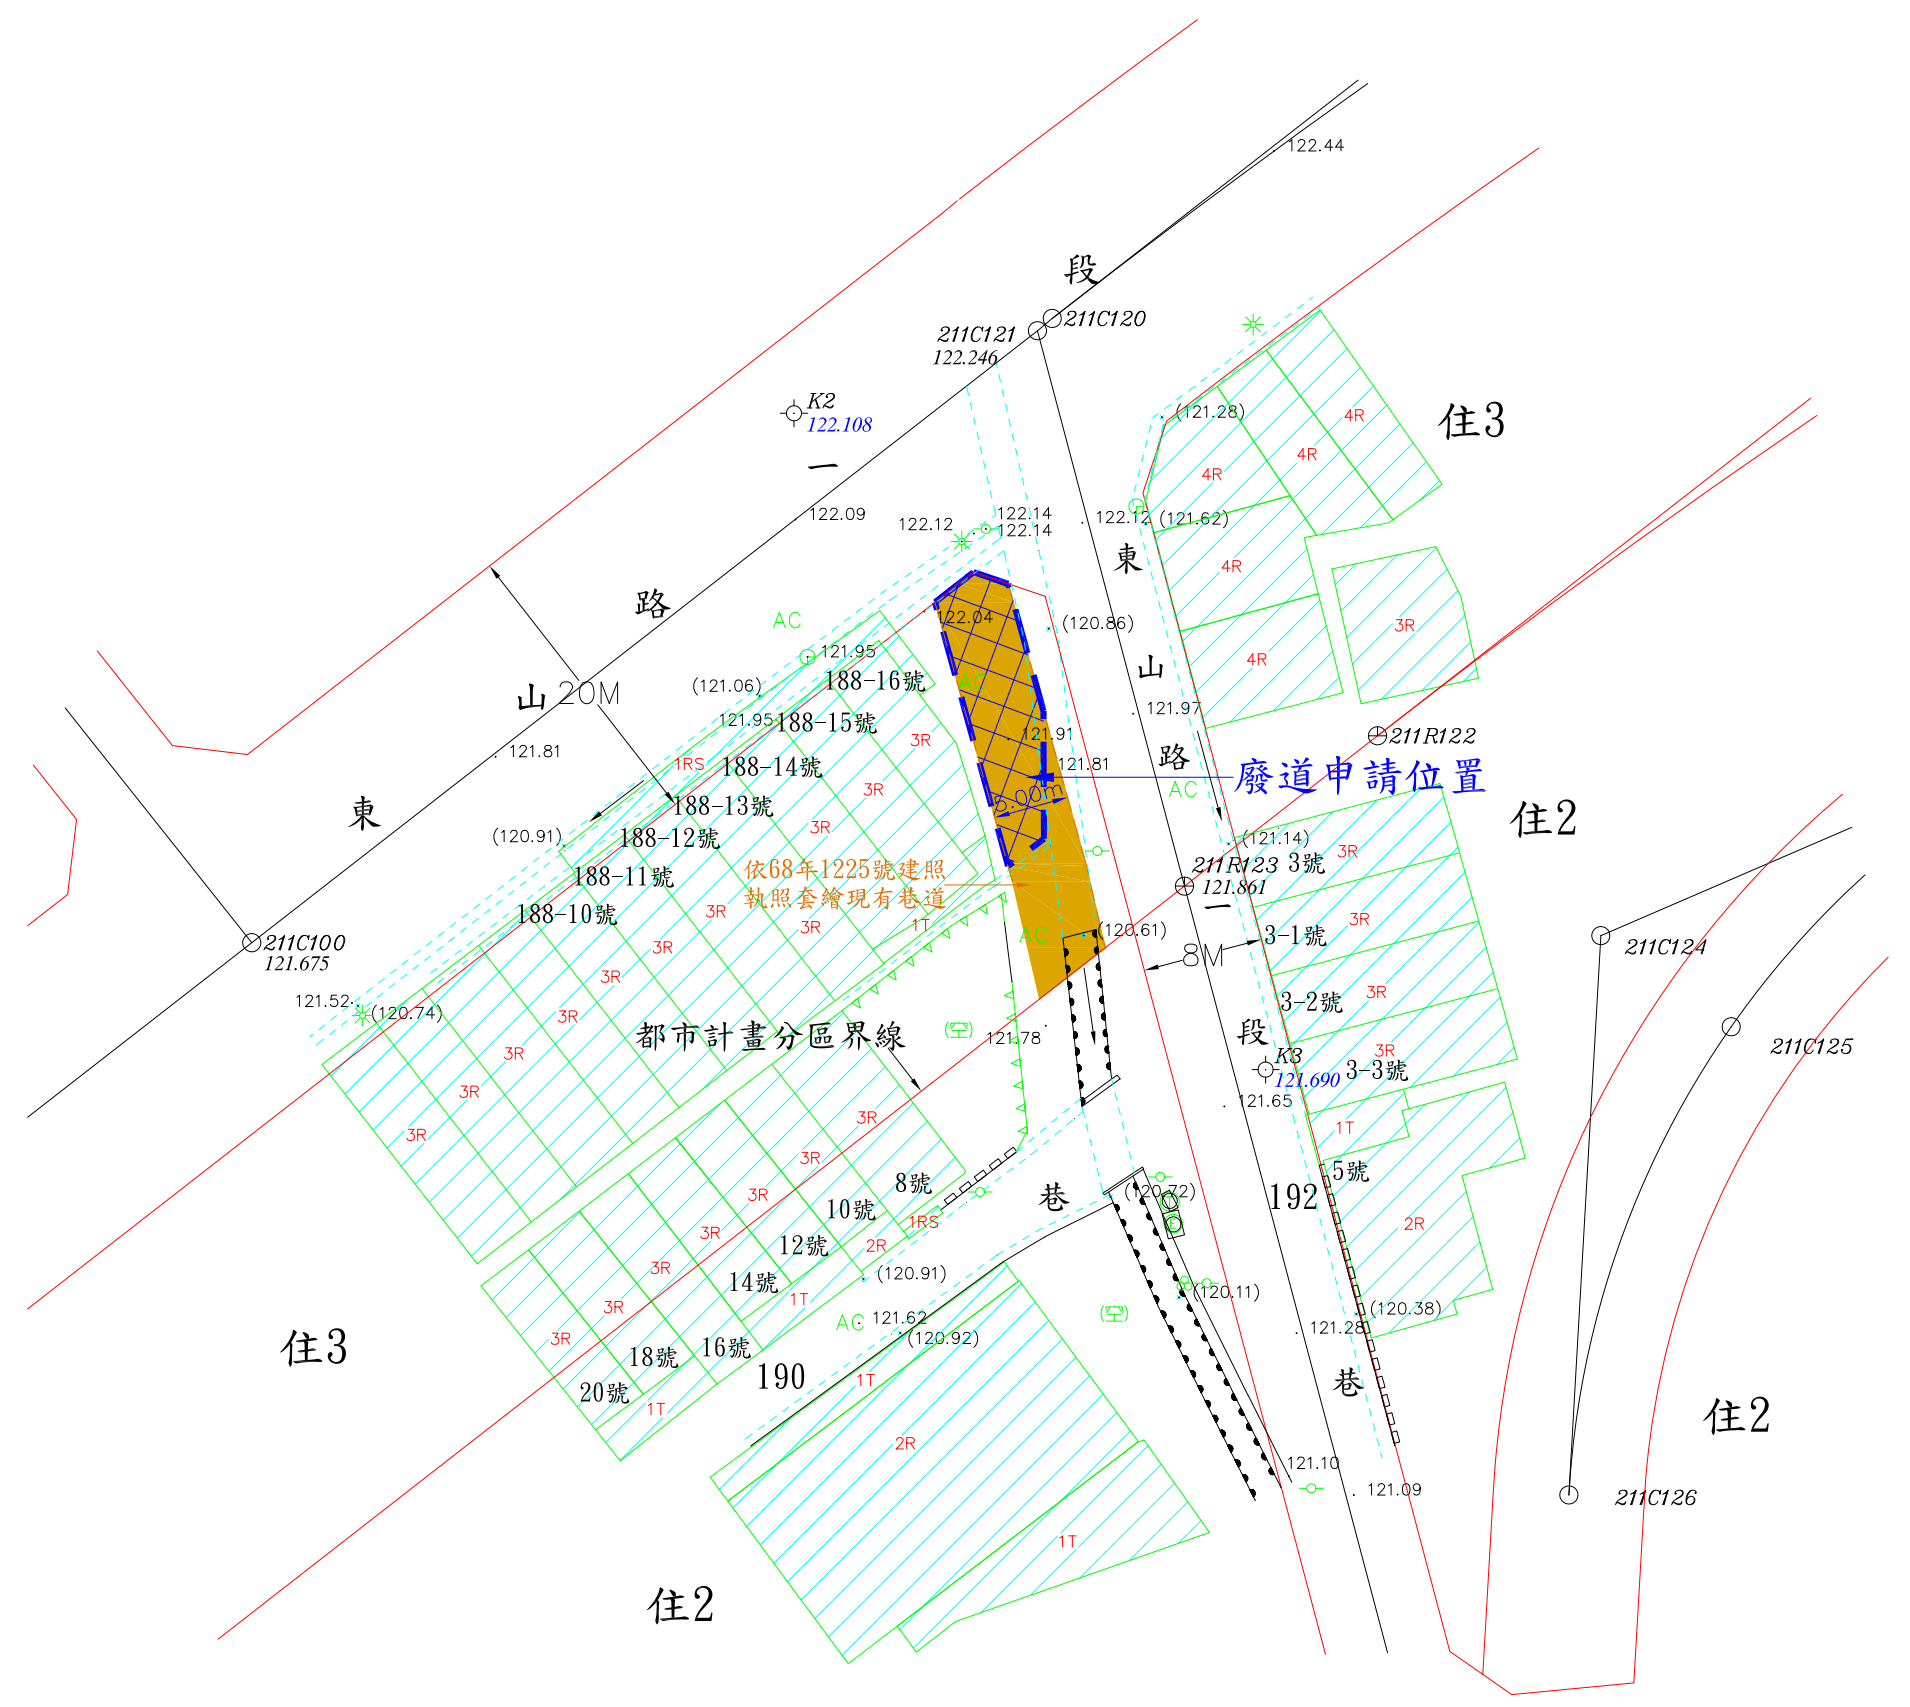 122.44
段
211C121
211C120
122.246
K2
122.108
一
122.09
122.12
122.14
122.14
122.12
(121.62)
(121.28)
4R
4R
4R
4R
4R
3R
住3
東
山
路
一
段
192
巷
路
山
20M
東
AC
122.04
(120.86)
121.95
(121.06)
121.95
121.81
188-16號
188-15號
188-14號
188-13號
188-12號
188-11號
188-10號
1RS
AC
121.97
121.91
121.81
5.00m
廢道申請位置
AC
211R122
住2
(120.91)
依68年1225號建照
執照套繪現有巷道
(121.14)
211R123
121.861
3號
3R
3R
3R
3R
3-1號
3-2號
3-3號
8M
211C100
121.675
121.52
(120.74)
3R
3R
3R
3R
3R
3R
3R
3R
3R
3R
3R
1T
AC
(120.61)
都市計畫分區界線
121.78
K3
121.690
121.65
211C124
211C125
211C126
1T
5號
2R
3R
3R
3R
3R
3R
3R
3R
8號
10號
12號
14號
16號
18號
20號
1RS
2R
1T
1T
巷
(120.72)
E
(120.91)
AC
121.62
(120.92)
190
(120.11)
(120.38)
121.28
住3
1T
2R
121.10
121.09
住2
1T
住2